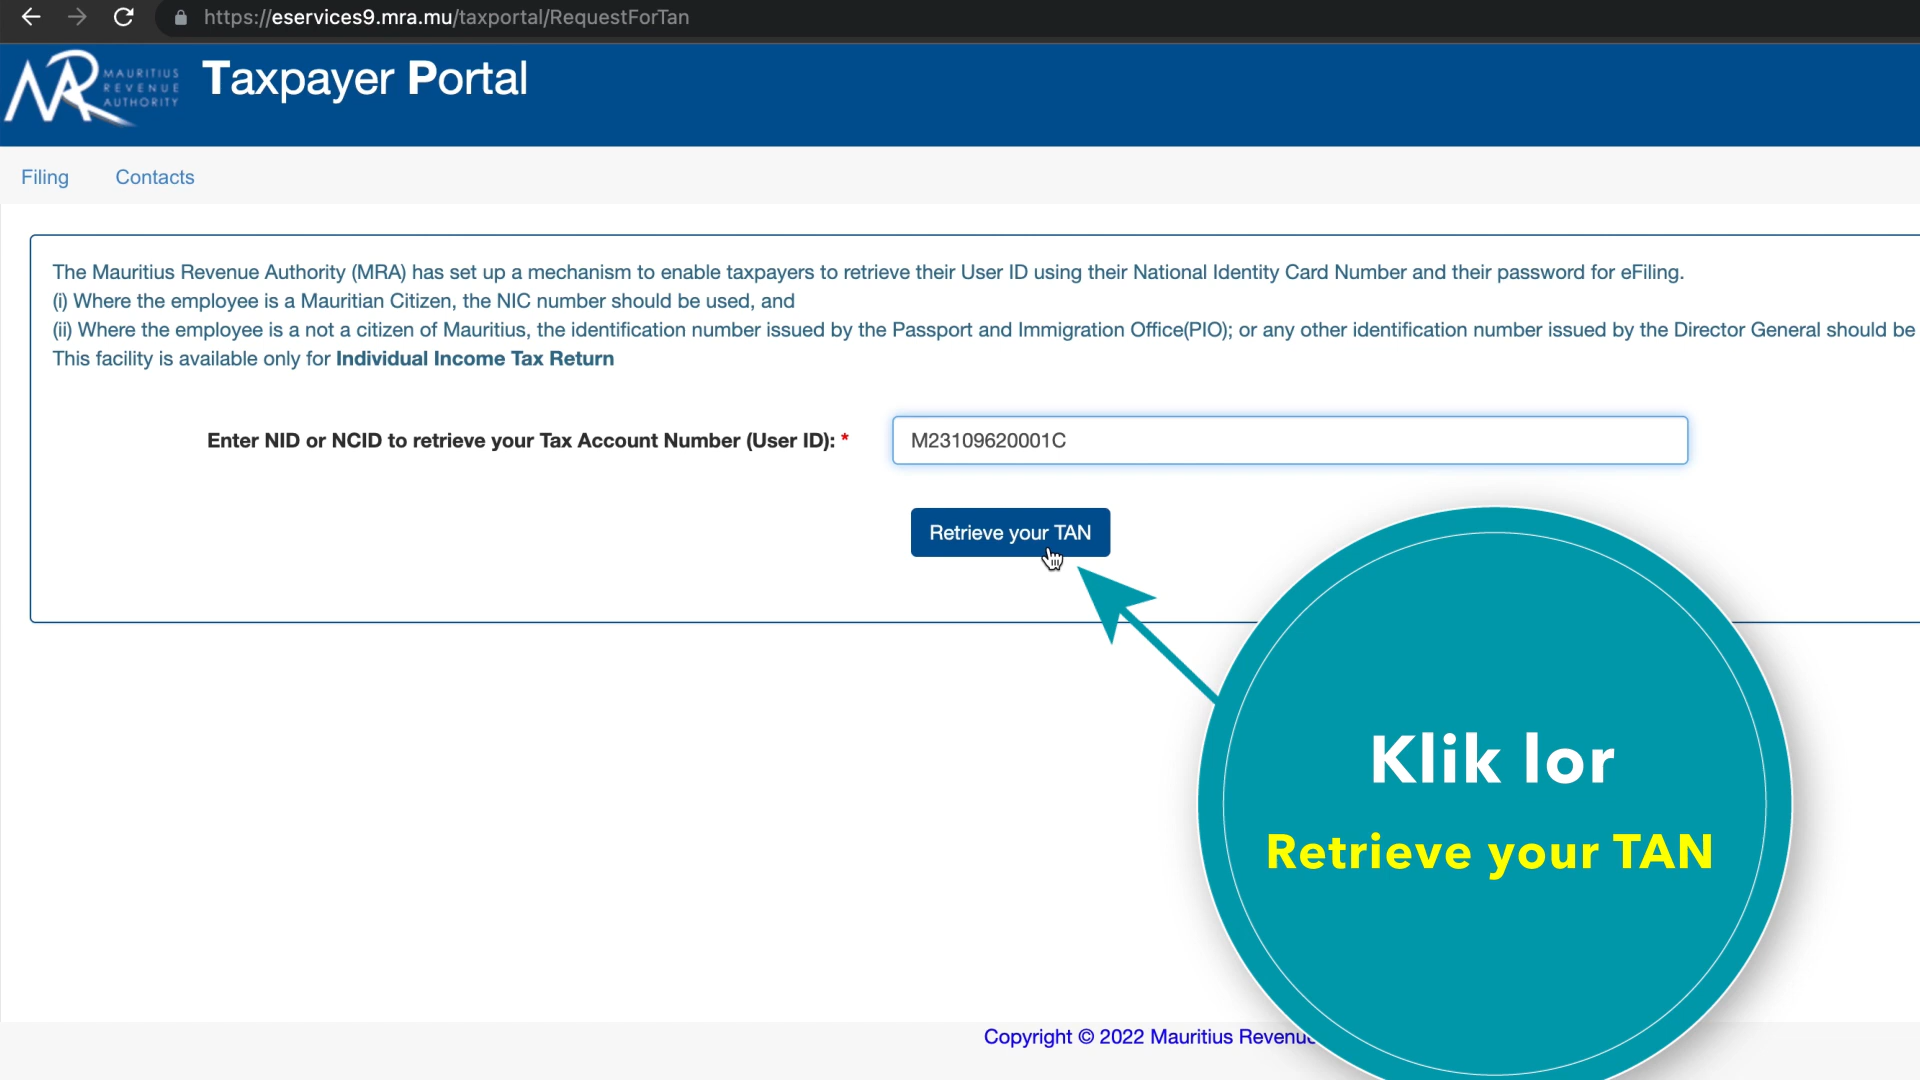 https://eservices9.mra.mu/taxportal/RequestForTan
MAURITIUS
REVENUE
AUTHORITY
Taxpayer Portal
Filing
Contacts
The Mauritius Revenue Authority (MRA) has set up a mechanism to enable taxpayers to retrieve their User ID using their National Identity Card Number and their password for eFiling.
(i) Where the employee is a Mauritian Citizen, the NIC number should be used, and
(ii) Where the employee is a not a citizen of Mauritius, the identification number issued by the Passport and Immigration Office(PIO); or any other identification number issued by the Director General should be
This facility is available only for Individual Income Tax Return
Enter NID or NCID to retrieve your Tax Account Number (User ID): *
M23109620001C
Retrieve your TAN
Klik lor
Retrieve your TAN
Copyright © 2022 Mauritius